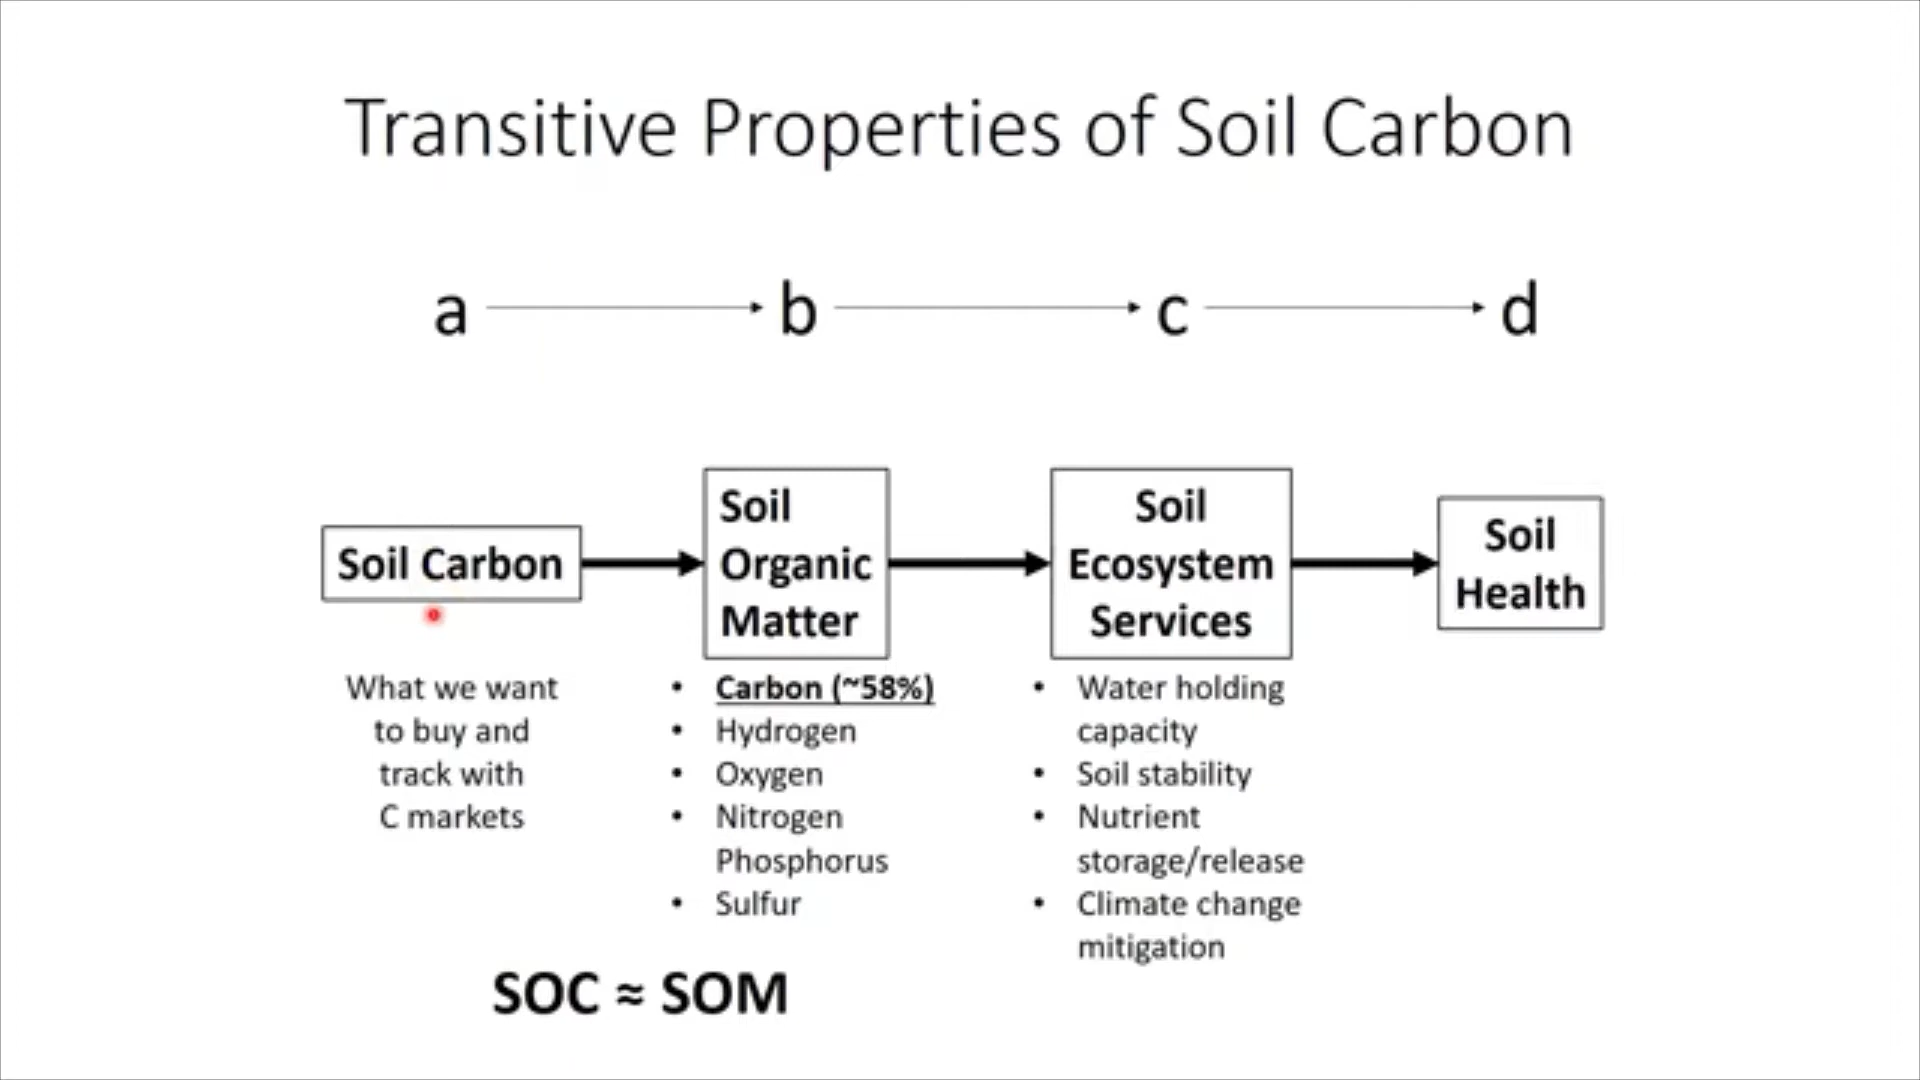 Transitive Properties of Soil Carbon
a b c d
Soil Carbon
What we want
to buy and
track with
C markets
Soil
Organic
Matter
• Carbon (~58%)
• Hydrogen
• Oxygen
• Nitrogen
Phosphorus
• Sulfur
Soil
Ecosystem
Services
• Water holding
capacity
• Soil stability
• Nutrient
storage/release
• Climate change
mitigation
Soil
Health
SOC ≈ SOM